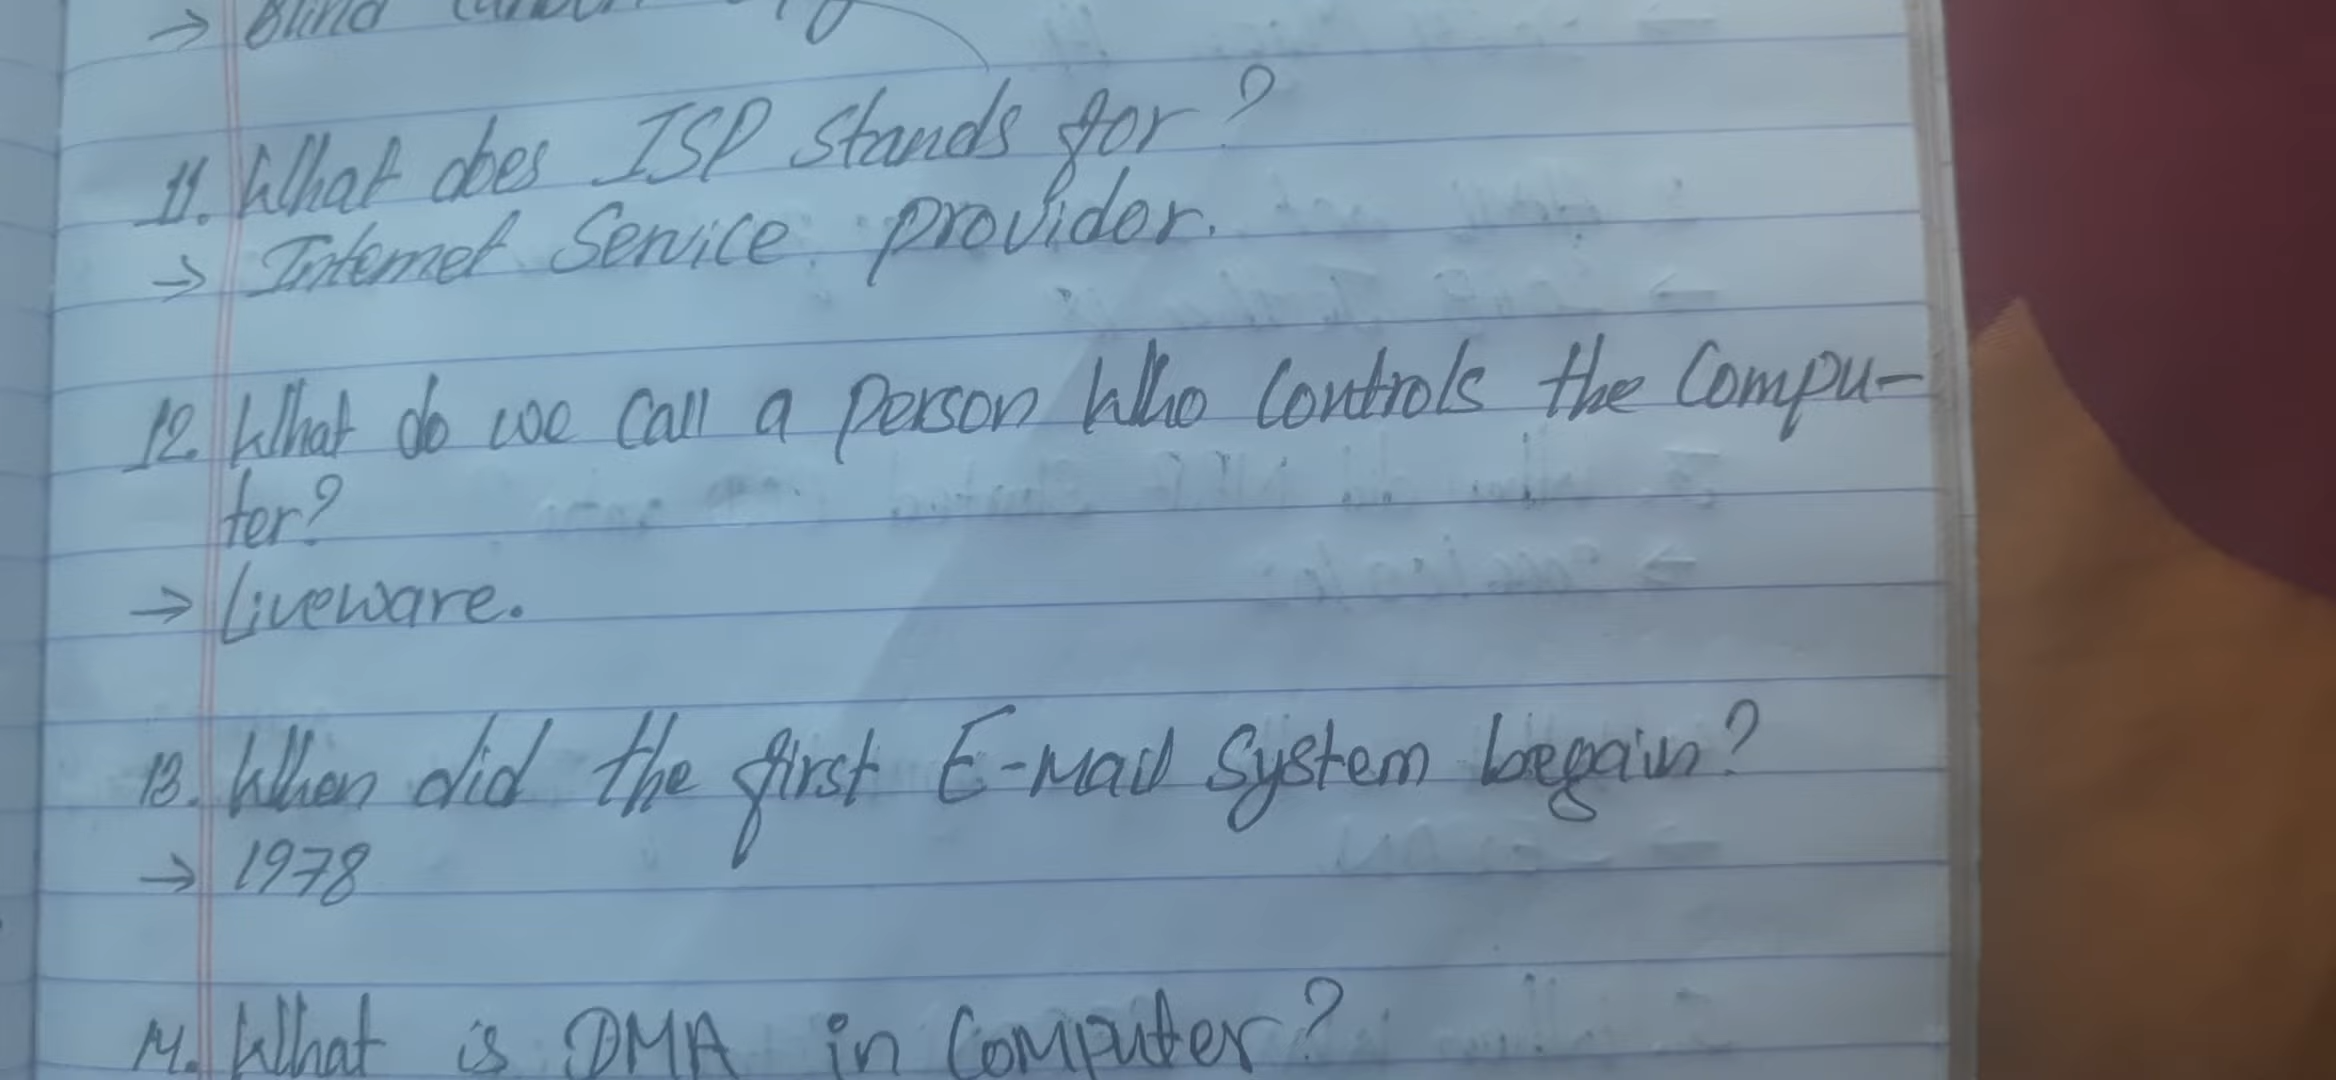 → Blind
11. What does ISP stands for?
→ Internet Service provider.
12. What do we call a person who controls the compu-
ter?
→ Liveware.
13. When did the first E-mail system begain?
→ 1978
14. What is DMA in computer?